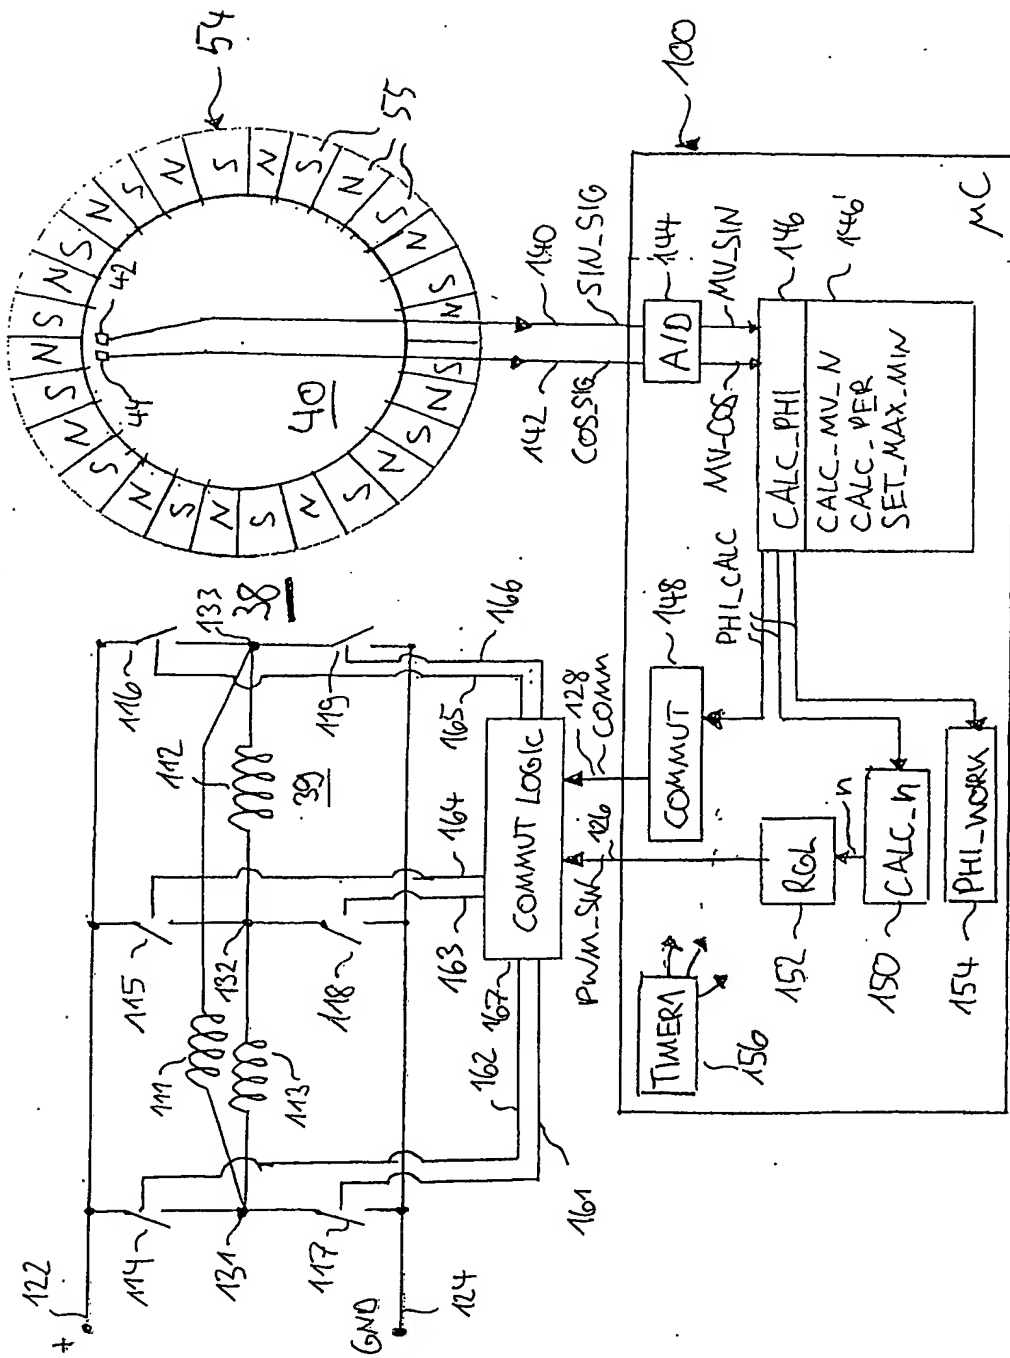 +
122
114
131
117
GND
124
111
113
115
132
118
116
112
133
119
39
38
161
162
163
164
165
166
167
COMMUT LOGIC
PWM_SW
126
128
COMM
54
55
40
42
44
N
S
N
S
N
S
N
S
N
S
N
S
N
S
N
S
N
S
N
S
N
S
N
S
N
S
140
SIN_SIG
142
COS_SIG
100
µC
A/D
144
MV_SIN
MV-COS
CALC_PHI
146
CALC_MV_N
CALC_PER
SET_MAX_MIN
146'
PHI_CALC
COMMUT
148
TIMER1
156
RGL
152
n
CALC_n
150
PHI_WORK
154